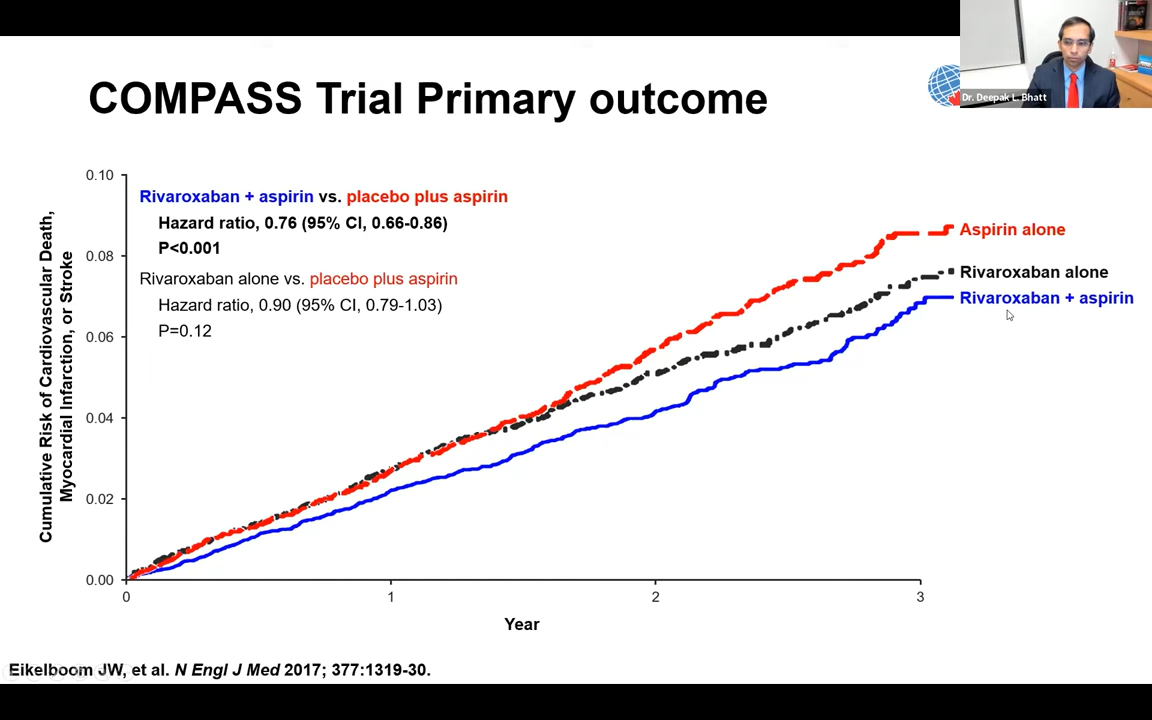 COMPASS Trial Primary outcome
Dr. Deepak L. Bhatt
0.10
0.08
0.06
0.04
0.02
0.00
Cumulative Risk of Cardiovascular Death,
Myocardial Infarction, or Stroke
Rivaroxaban + aspirin vs. placebo plus aspirin
Hazard ratio, 0.76 (95% CI, 0.66-0.86)
P<0.001
Rivaroxaban alone vs. placebo plus aspirin
Hazard ratio, 0.90 (95% CI, 0.79-1.03)
P=0.12
Aspirin alone
Rivaroxaban alone
Rivaroxaban + aspirin
0 1 2 3
Year
Eikelboom JW, et al. N Engl J Med 2017; 377:1319-30.